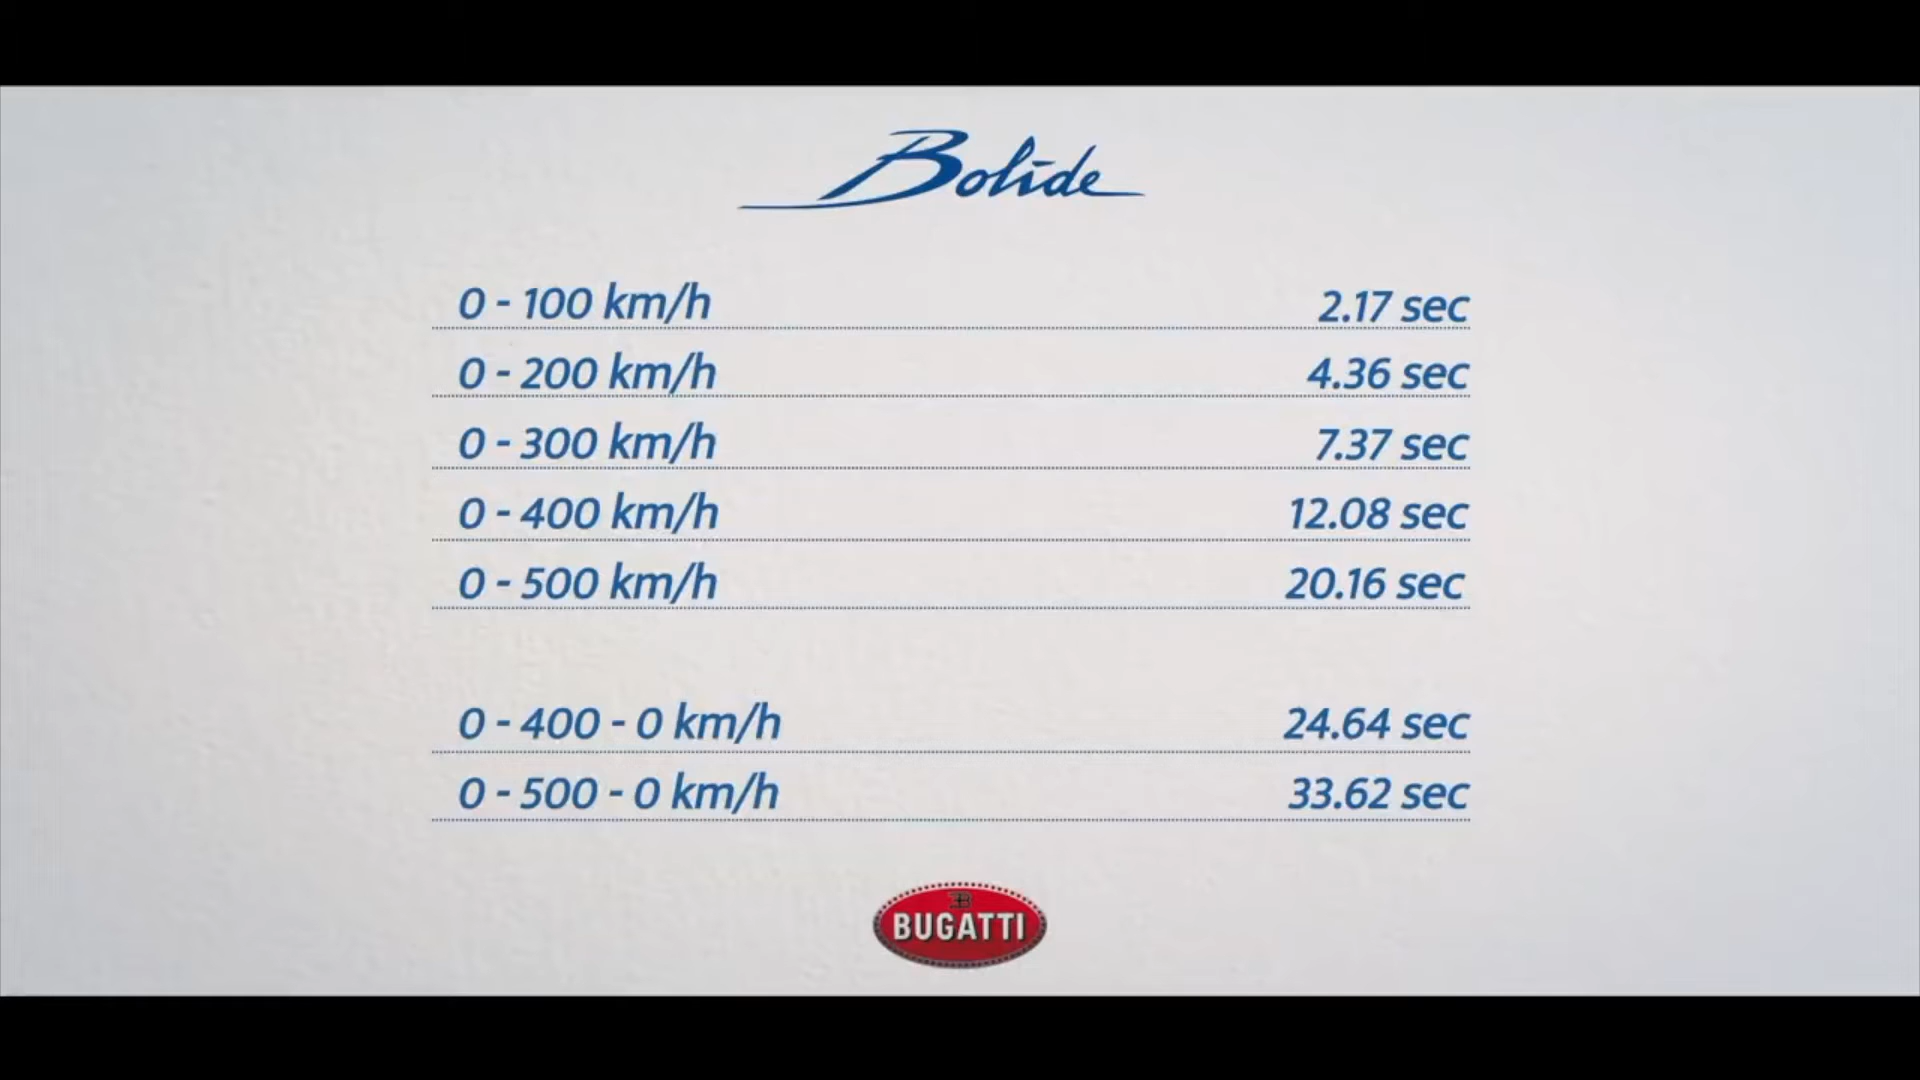 Bolide
0 - 100 km/h 2.17 sec
0 - 200 km/h 4.36 sec
0 - 300 km/h 7.37 sec
0 - 400 km/h 12.08 sec
0 - 500 km/h 20.16 sec
0 - 400 - 0 km/h 24.64 sec
0 - 500 - 0 km/h 33.62 sec
EB
BUGATTI